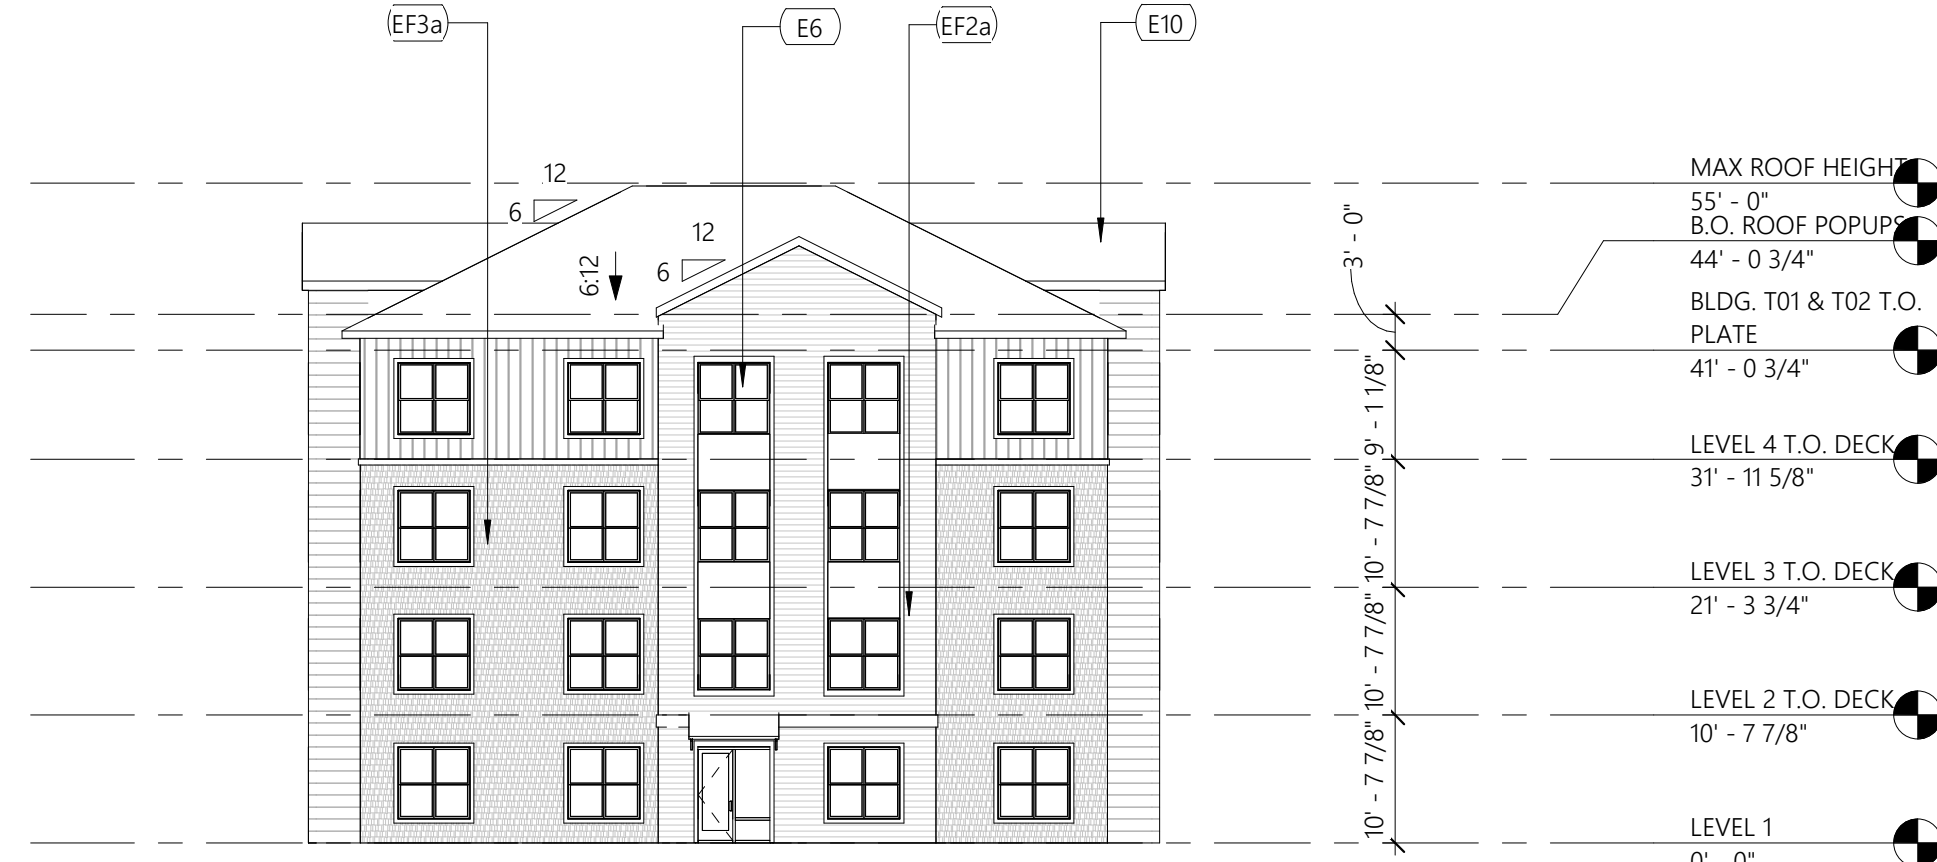 EF3a
E6
EF2a
E10
12
6
12
6
6:12
3' - 0"
9' - 1 1/8"
10' - 7 7/8"
10' - 7 7/8"
10' - 7 7/8"
MAX ROOF HEIGHT
55' - 0"
B.O. ROOF POPUPS
44' - 0 3/4"
BLDG. T01 & T02 T.O.
PLATE
41' - 0 3/4"
LEVEL 4 T.O. DECK
31' - 11 5/8"
LEVEL 3 T.O. DECK
21' - 3 3/4"
LEVEL 2 T.O. DECK
10' - 7 7/8"
LEVEL 1
0' - 0"